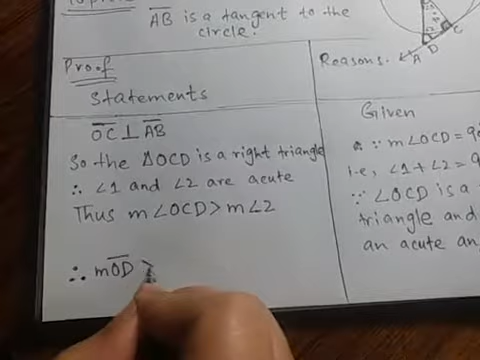 AB is a tangent to the
circle.
A
D
C
Proof
Statements
OC ⊥ AB
So the ΔOCD is a right triangle
∴ ∠1 and ∠2 are acute
Thus m∠OCD > m∠2
∴ mOD >
Reasons.
Given
∵ m∠OCD = 9
i.e, ∠1 + ∠2 = 9
∵ ∠OCD is a
triangle and
an acute an